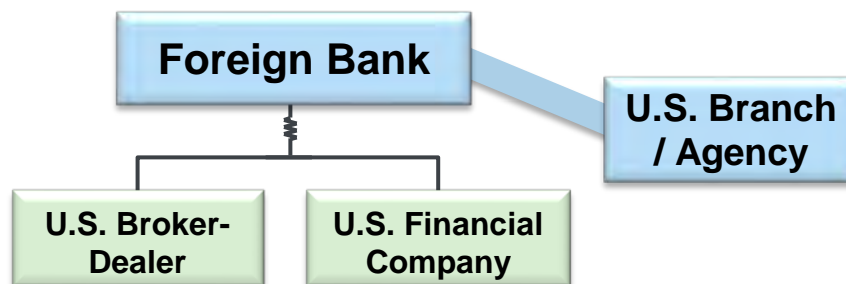 Foreign Bank
U.S. Branch
/ Agency
U.S. Broker-
Dealer
U.S. Financial
Company